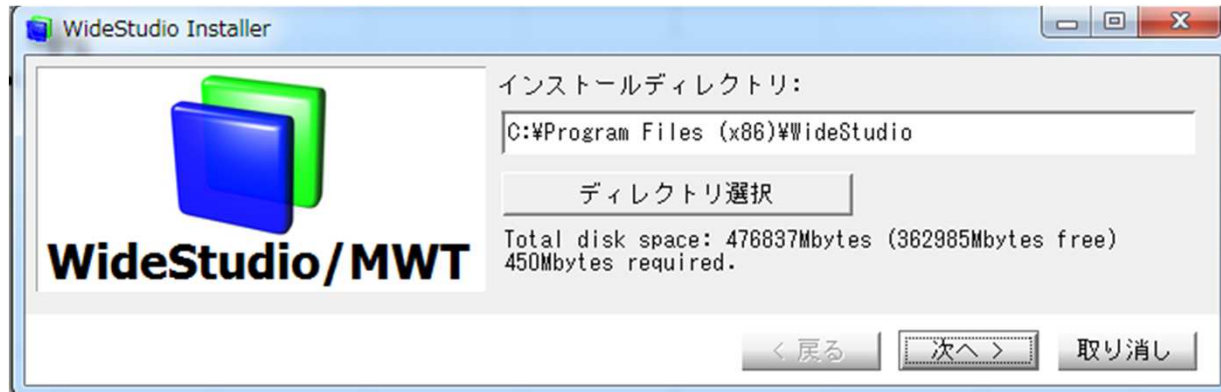 WideStudio Installer
WideStudio/MWT
インストールディレクトリ:
C:¥Program Files (x86)¥WideStudio
ディレクトリ選択
Total disk space: 476837Mbytes (362985Mbytes free)
450Mbytes required.
< 戻る
次へ >
取り消し